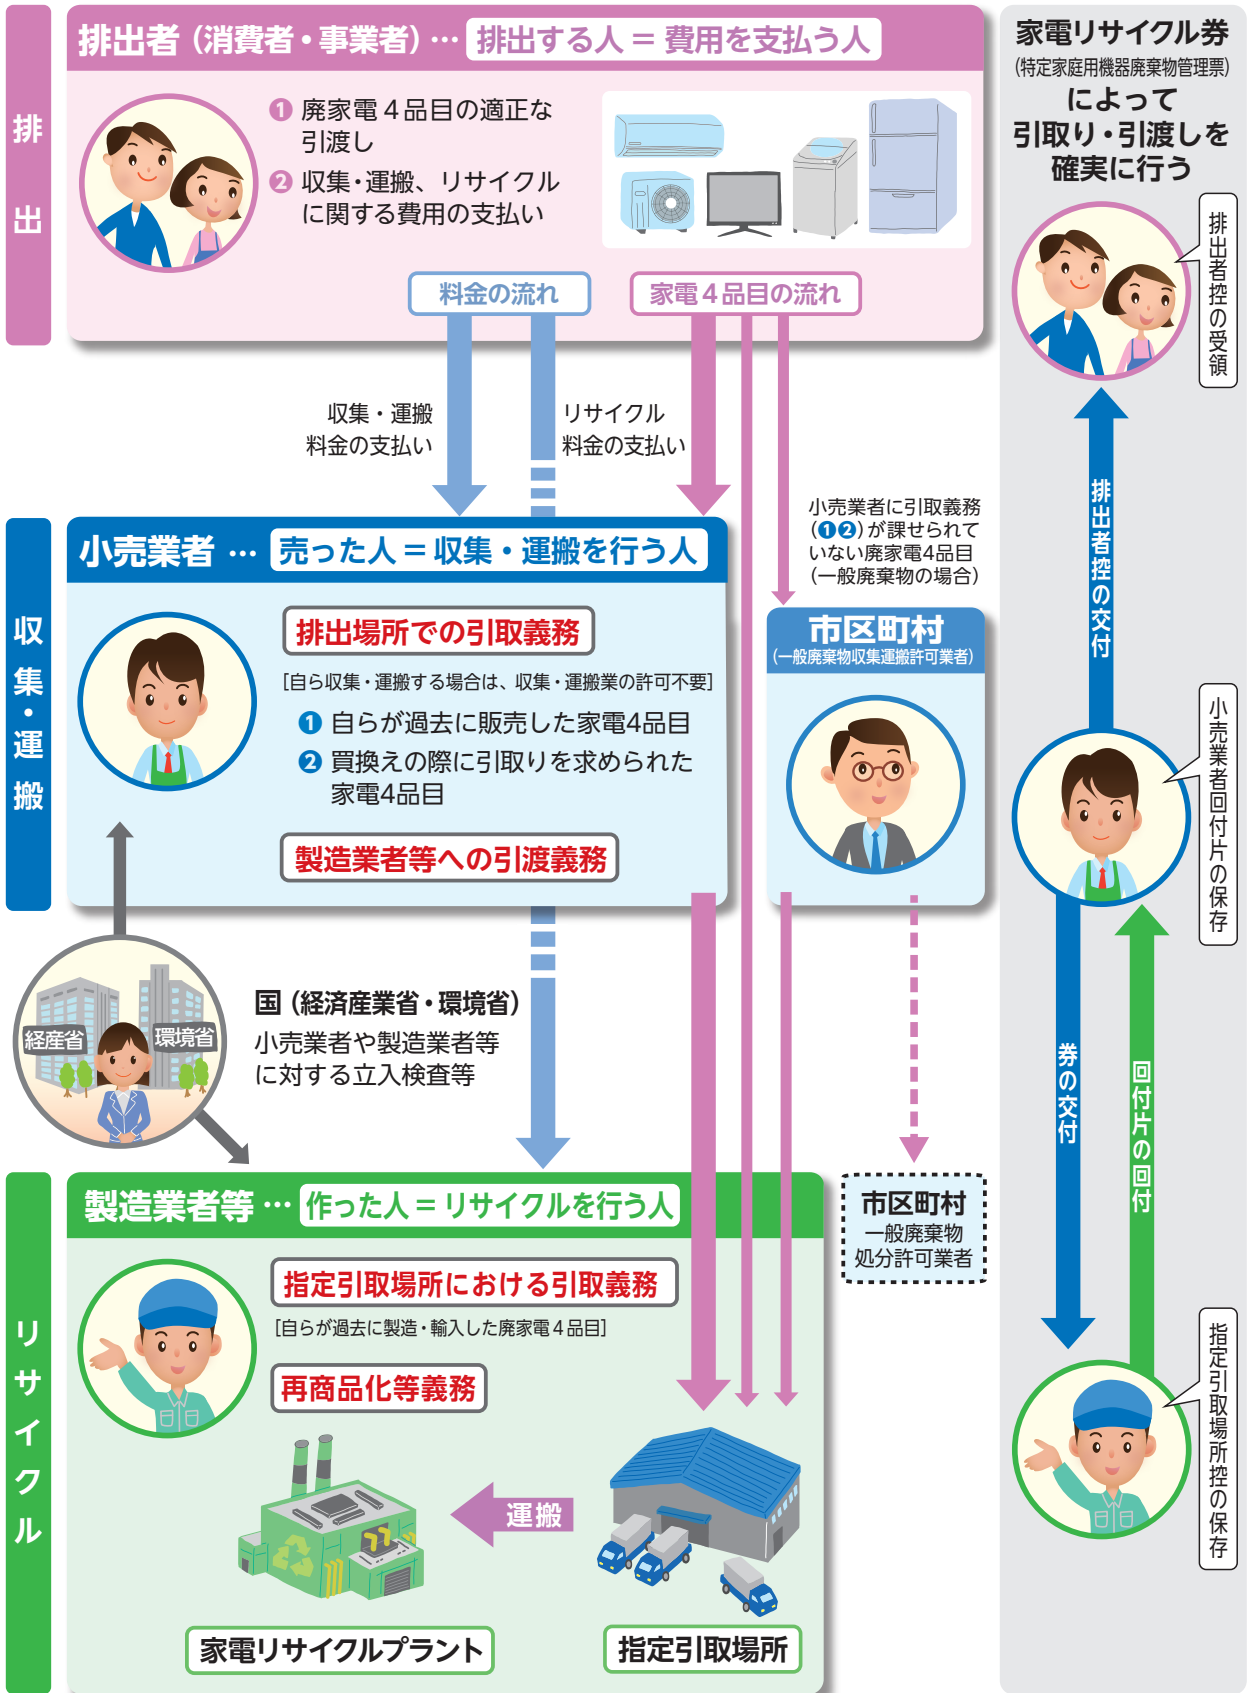 排出
排出者（消費者・事業者）… 排出する人 ＝ 費用を支払う人
❶ 廃家電４品目の適正な
引渡し
❷ 収集・運搬、リサイクル
に関する費用の支払い
料金の流れ
家電４品目の流れ
収集・運搬
料金の支払い
リサイクル
料金の支払い
小売業者に引取義務
（❶❷）が課せられて
いない廃家電4品目
（一般廃棄物の場合）
収集・運搬
小売業者 … 売った人 ＝ 収集・運搬を行う人
排出場所での引取義務
［自ら収集・運搬する場合は、収集・運搬業の許可不要］
❶ 自らが過去に販売した家電4品目
❷ 買換えの際に引取りを求められた
家電4品目
製造業者等への引渡義務
市区町村
（一般廃棄物収集運搬許可業者）
経産省
環境省
国（経済産業省・環境省）
小売業者や製造業者等
に対する立入検査等
リサイクル
製造業者等 … 作った人 ＝ リサイクルを行う人
指定引取場所における引取義務
［自らが過去に製造・輸入した廃家電４品目］
再商品化等義務
運搬
家電リサイクルプラント
指定引取場所
市区町村
一般廃棄物
処分許可業者
家電リサイクル券
（特定家庭用機器廃棄物管理票）
によって
引取り・引渡しを
確実に行う
排出者控の受領
排出者控の交付
小売業者回付片の保存
券の交付
回付片の回付
指定引取場所控の保存